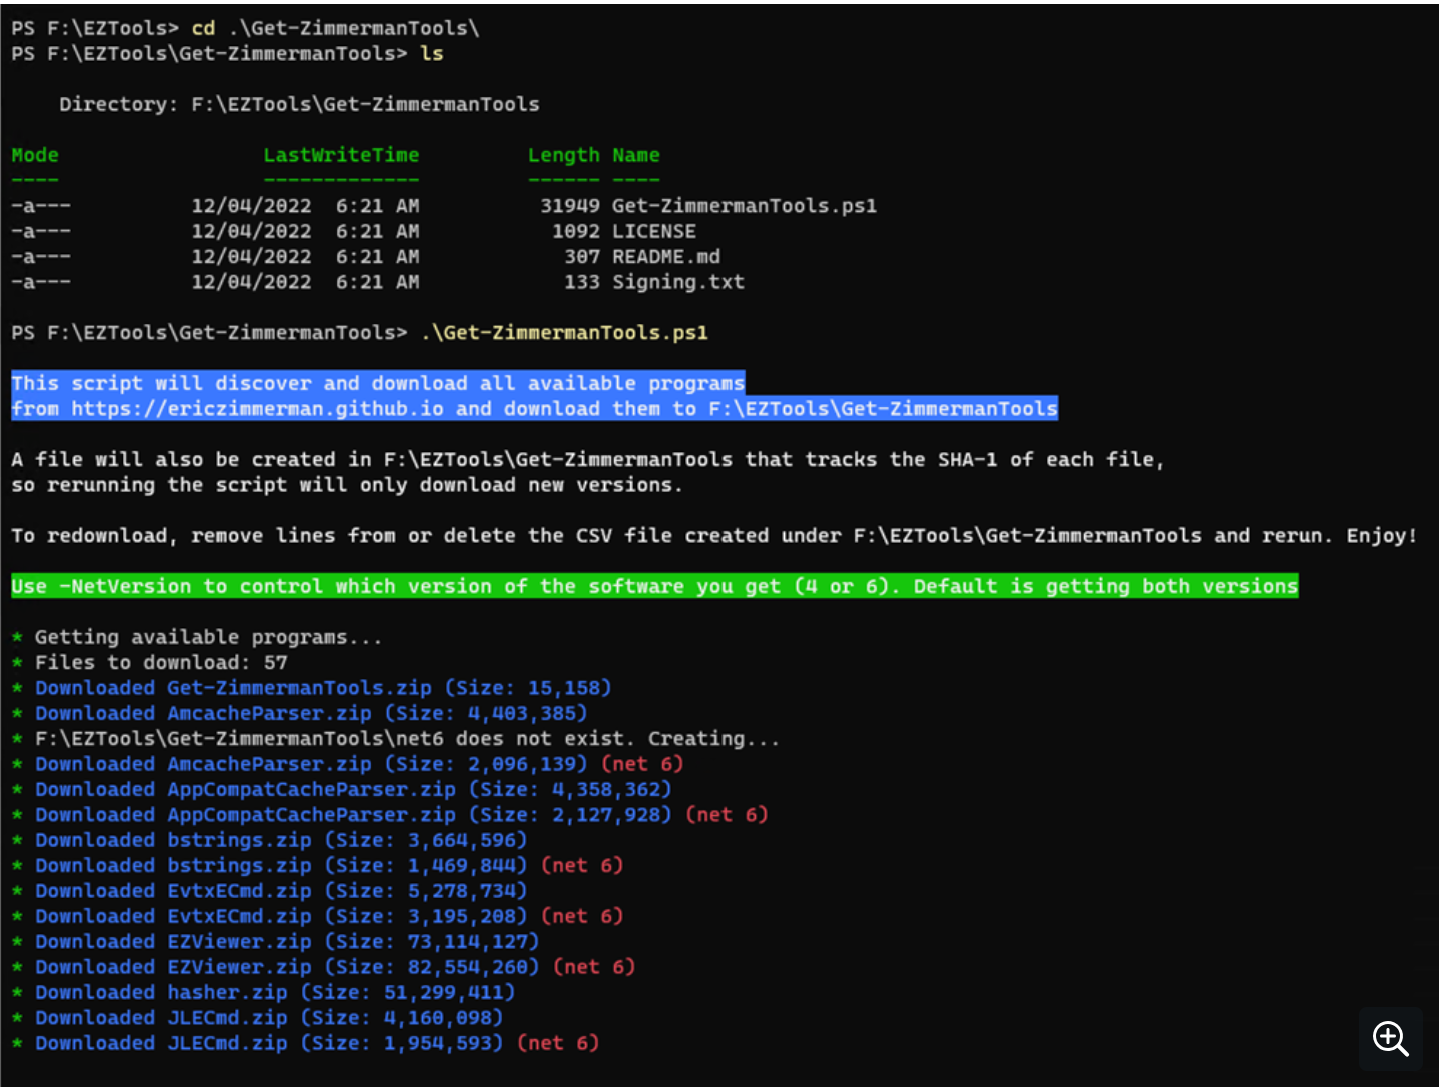 PS F:\EZTools> cd .\Get-ZimmermanTools\
PS F:\EZTools\Get-ZimmermanTools> ls
Directory: F:\EZTools\Get-ZimmermanTools
Mode LastWriteTime Length Name
---- ------------- ------ ----
-a--- 12/04/2022 6:21 AM 31949 Get-ZimmermanTools.ps1
-a--- 12/04/2022 6:21 AM 1092 LICENSE
-a--- 12/04/2022 6:21 AM 307 README.md
-a--- 12/04/2022 6:21 AM 133 Signing.txt
PS F:\EZTools\Get-ZimmermanTools> .\Get-ZimmermanTools.ps1
This script will discover and download all available programs
from https://ericzimmerman.github.io and download them to F:\EZTools\Get-ZimmermanTools
A file will also be created in F:\EZTools\Get-ZimmermanTools that tracks the SHA-1 of each file,
so rerunning the script will only download new versions.
To redownload, remove lines from or delete the CSV file created under F:\EZTools\Get-ZimmermanTools and rerun. Enjoy!
Use -NetVersion to control which version of the software you get (4 or 6). Default is getting both versions
* Getting available programs...
* Files to download: 57
* Downloaded Get-ZimmermanTools.zip (Size: 15,158)
* Downloaded AmcacheParser.zip (Size: 4,403,385)
* F:\EZTools\Get-ZimmermanTools\net6 does not exist. Creating...
* Downloaded AmcacheParser.zip (Size: 2,096,139) (net 6)
* Downloaded AppCompatCacheParser.zip (Size: 4,358,362)
* Downloaded AppCompatCacheParser.zip (Size: 2,127,928) (net 6)
* Downloaded bstrings.zip (Size: 3,664,596)
* Downloaded bstrings.zip (Size: 1,469,844) (net 6)
* Downloaded EvtxECmd.zip (Size: 5,278,734)
* Downloaded EvtxECmd.zip (Size: 3,195,208) (net 6)
* Downloaded EZViewer.zip (Size: 73,114,127)
* Downloaded EZViewer.zip (Size: 82,554,260) (net 6)
* Downloaded hasher.zip (Size: 51,299,411)
* Downloaded JLECmd.zip (Size: 4,160,098)
* Downloaded JLECmd.zip (Size: 1,954,593) (net 6)